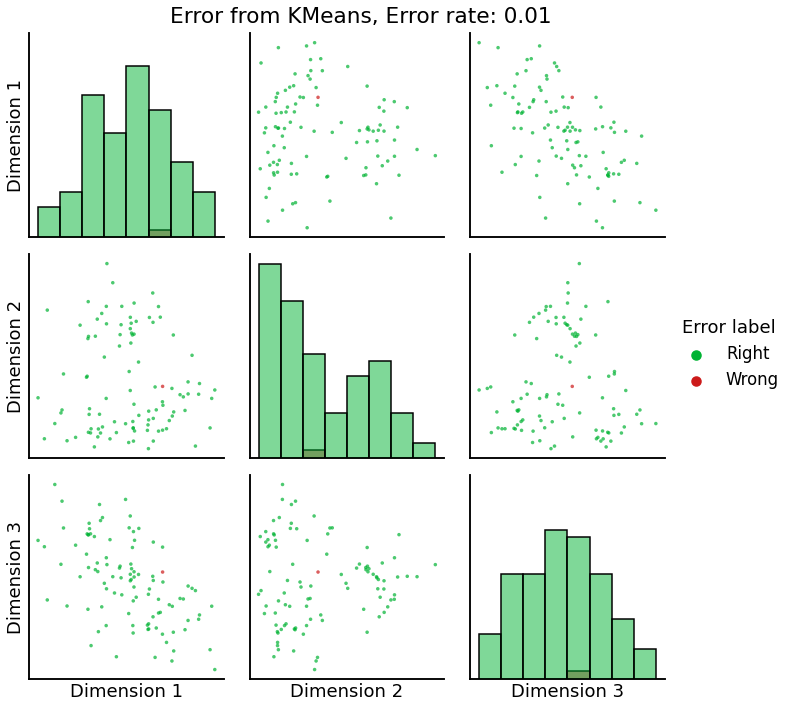 Error from KMeans, Error rate: 0.01
Dimension 1
Dimension 2
Dimension 3
Error label
Right
Wrong
Dimension 1
Dimension 2
Dimension 3